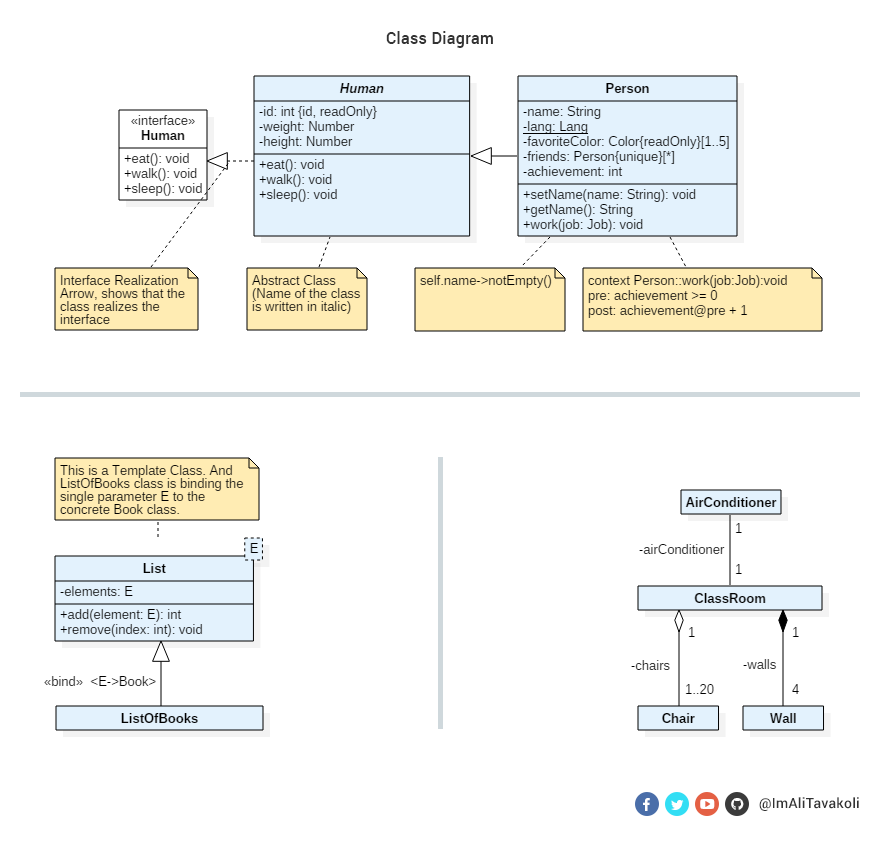 Class Diagram
«interface»
Human
+eat(): void
+walk(): void
+sleep(): void
Human
-id: int {id, readOnly}
-weight: Number
-height: Number
+eat(): void
+walk(): void
+sleep(): void
Person
-name: String
-lang: Lang
-favoriteColor: Color{readOnly}[1..5]
-friends: Person{unique}[*]
-achievement: int
+setName(name: String): void
+getName(): String
+work(job: Job): void
Interface Realization
Arrow, shows that the
class realizes the
interface
Abstract Class
(Name of the class
is written in italic)
self.name->notEmpty()
context Person::work(job:Job):void
pre: achievement >= 0
post: achievement@pre + 1
This is a Template Class. And
ListOfBooks class is binding the
single parameter E to the
concrete Book class.
E
List
-elements: E
+add(element: E): int
+remove(index: int): void
«bind» <E->Book>
ListOfBooks
AirConditioner
1
-airConditioner
1
ClassRoom
1
1
-chairs
-walls
1..20
4
Chair
Wall
@ImAliTavakoli